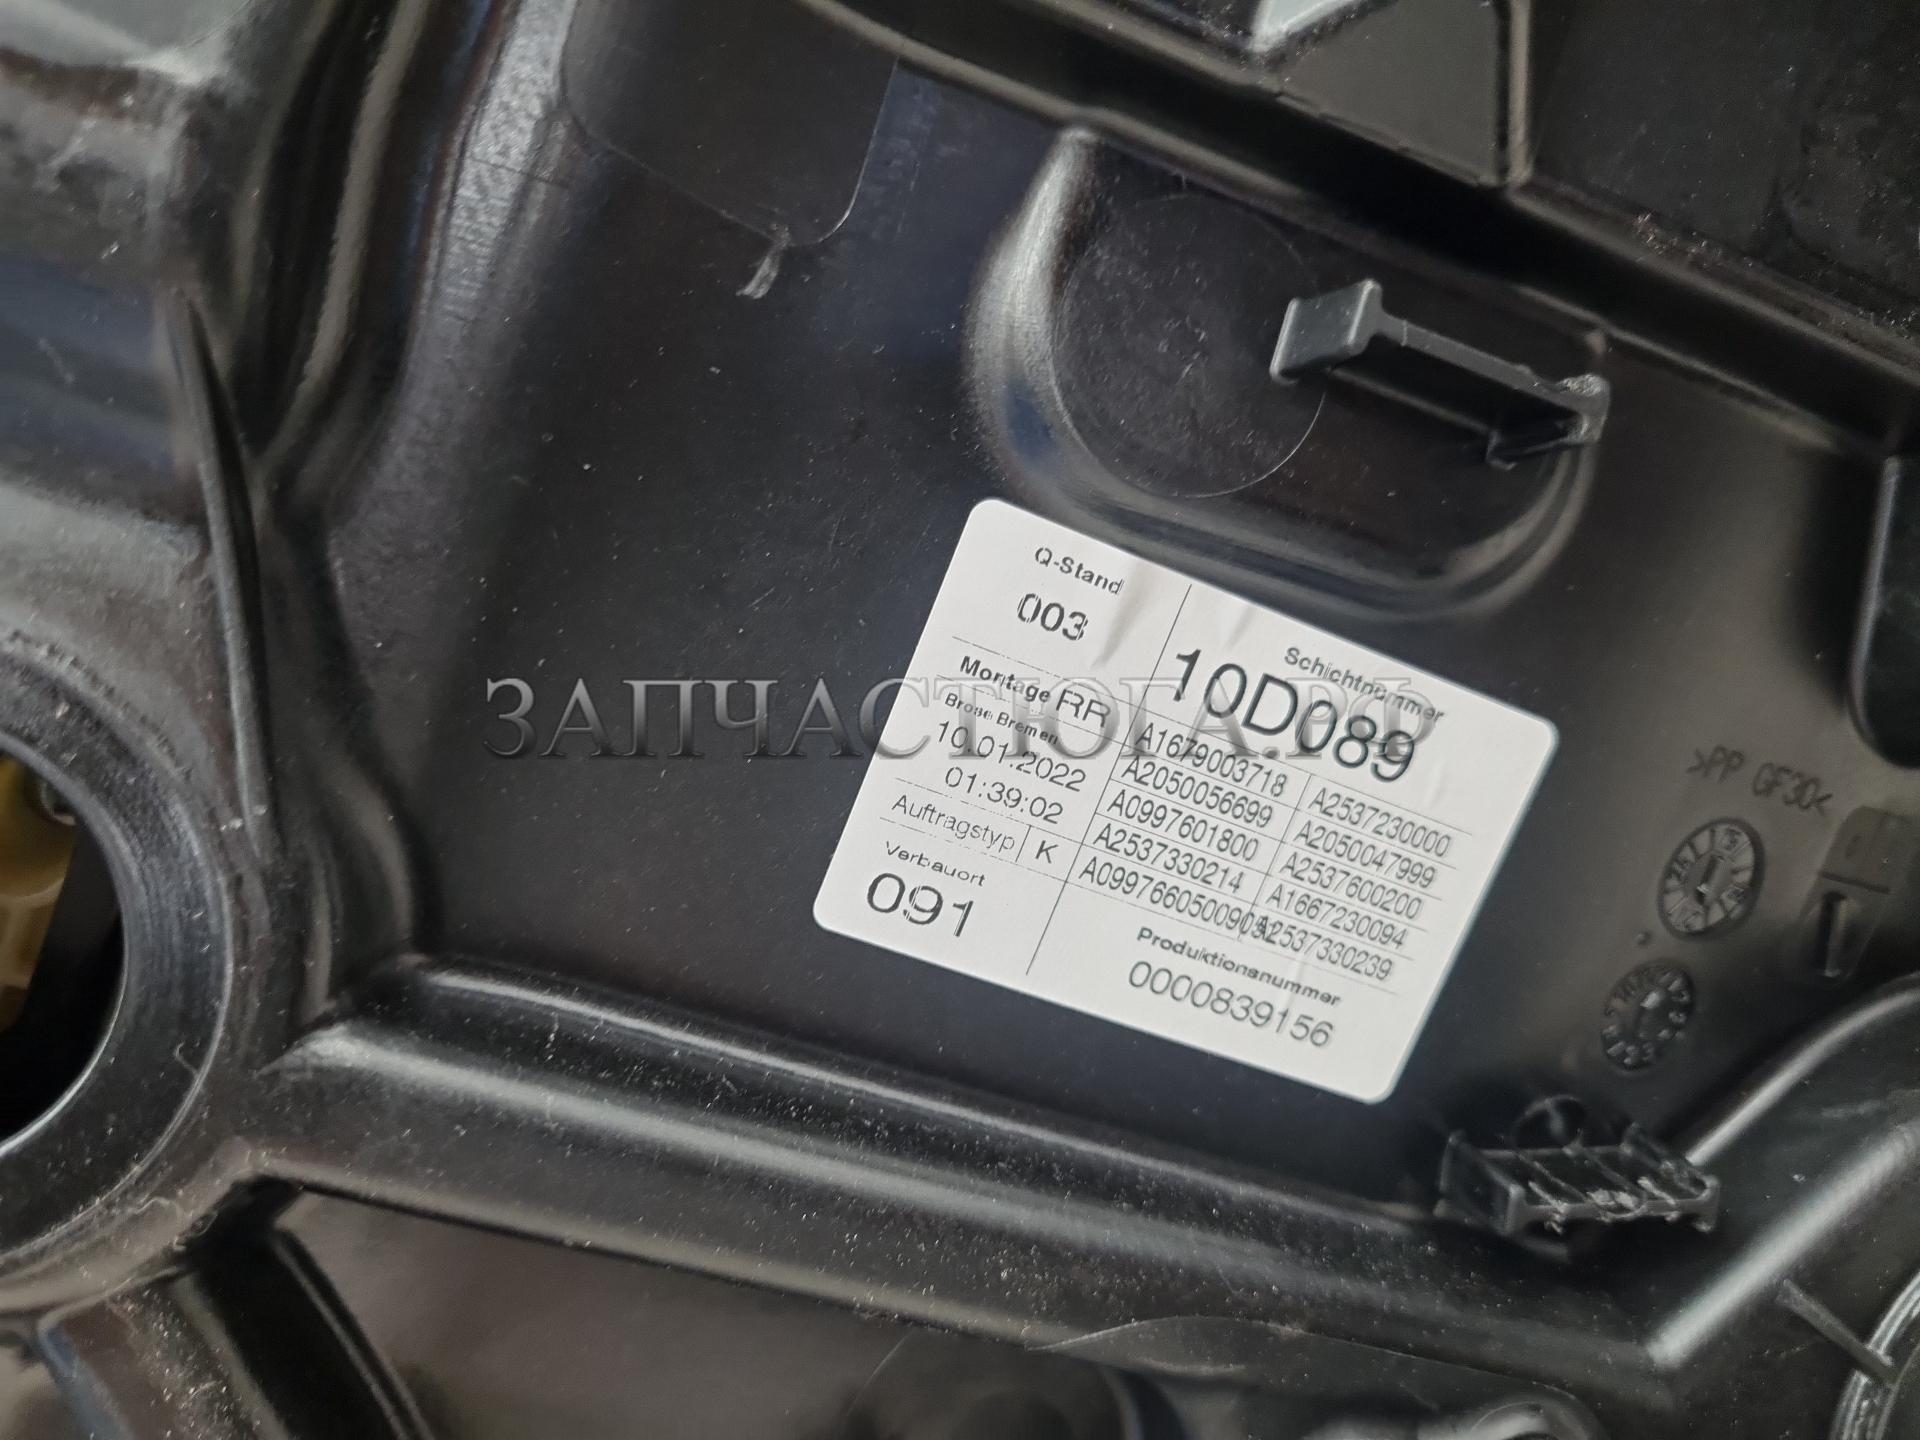 Q-Stand
003
Schichtnummer
10D089
Montage RR
Brose Bremen
10.01.2022
01:39:02
Auftragstyp K
Verbauort
091
A1679003718 A2537230000
A2050056699 A2050047999
A0997601800 A2537600200
A2537330214 A1667230094
A2537330239
Produktionsnummer
0000839156
>PP GF30<
ЗАПЧАСТЮГА.РФ